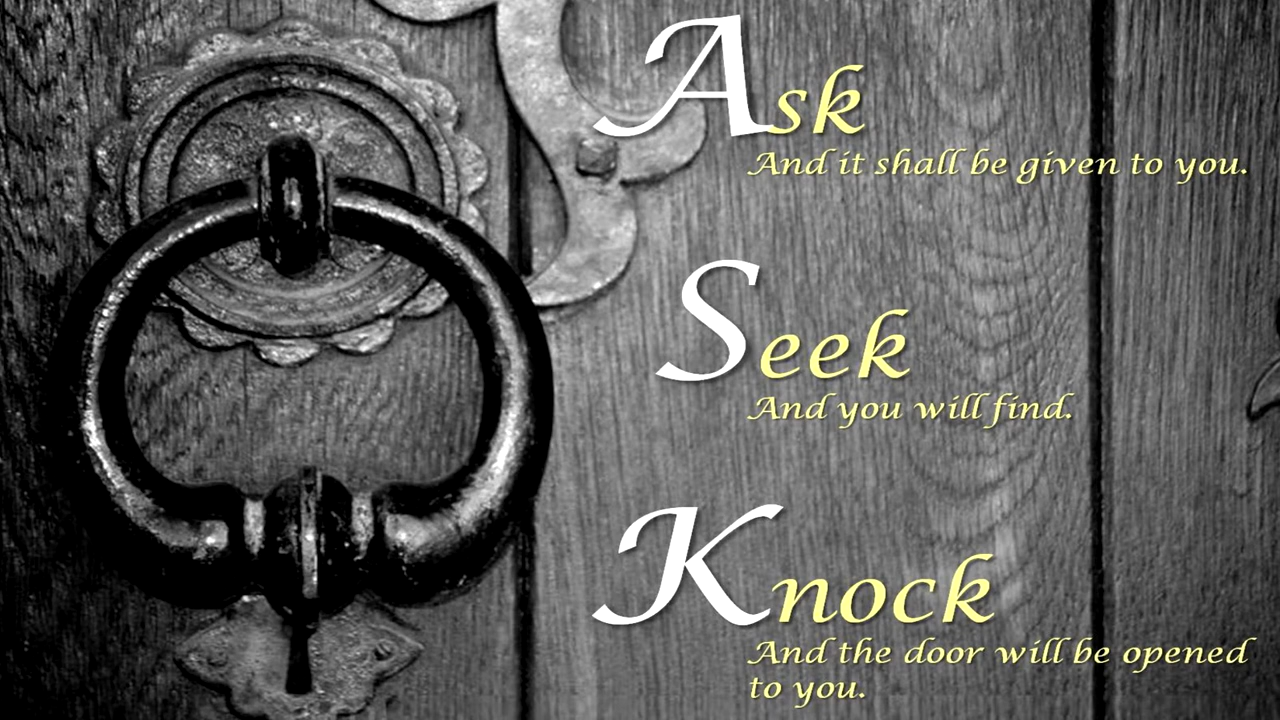 Ask
And it shall be given to you.
Seek
And you will find.
Knock
And the door will be opened
to you.